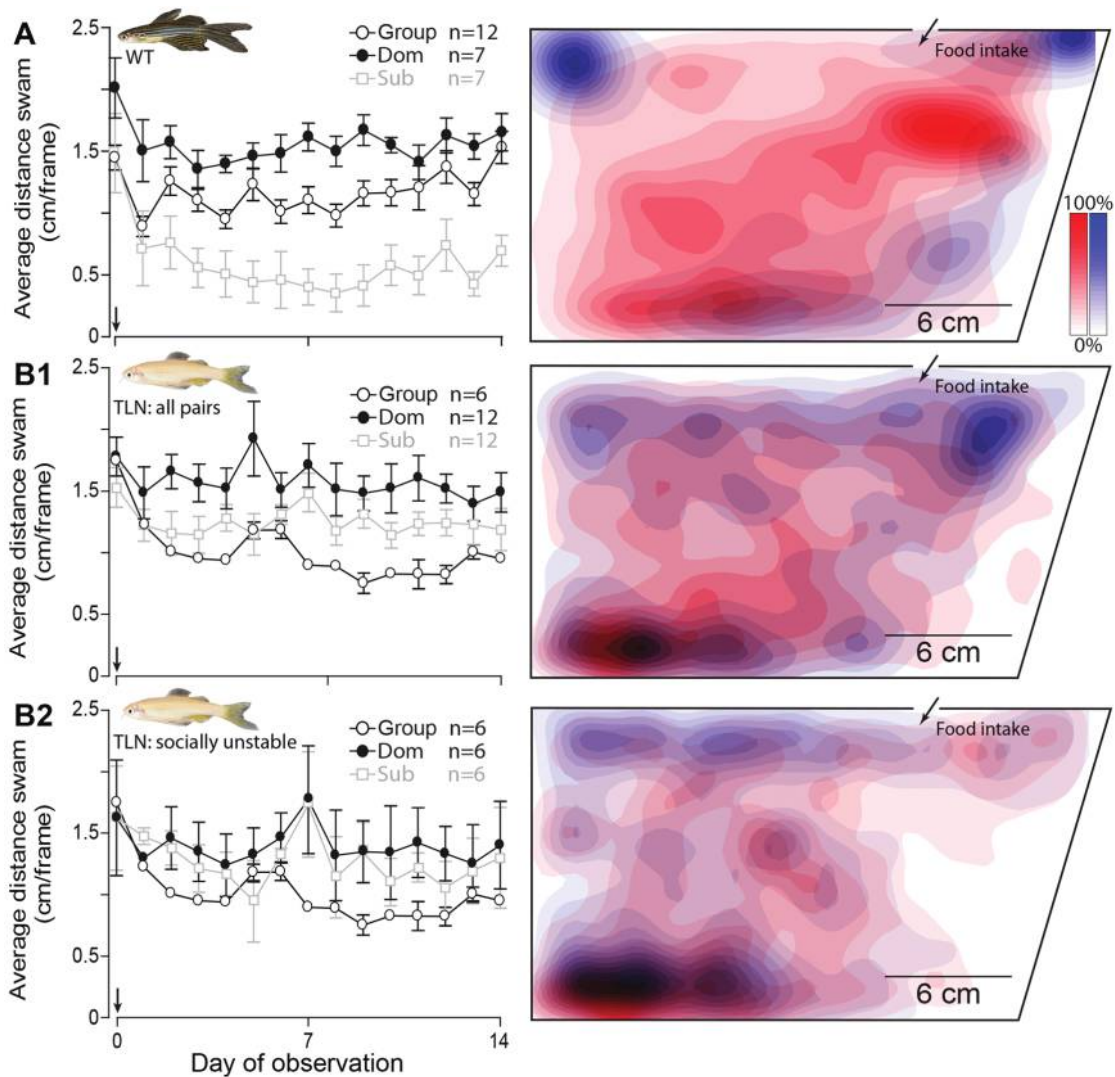 A
WT
Group n=12
Dom n=7
Sub n=7
2.5
1.5
0.5
0
Average distance swam
(cm/frame)
Food intake
100%
0%
6 cm
B1
TLN: all pairs
Group n=6
Dom n=12
Sub n=12
2.5
1.5
0.5
0
Average distance swam
(cm/frame)
Food intake
6 cm
B2
TLN: socially unstable
Group n=6
Dom n=6
Sub n=6
2.5
1.5
0.5
0
Average distance swam
(cm/frame)
0
7
14
Day of observation
Food intake
6 cm